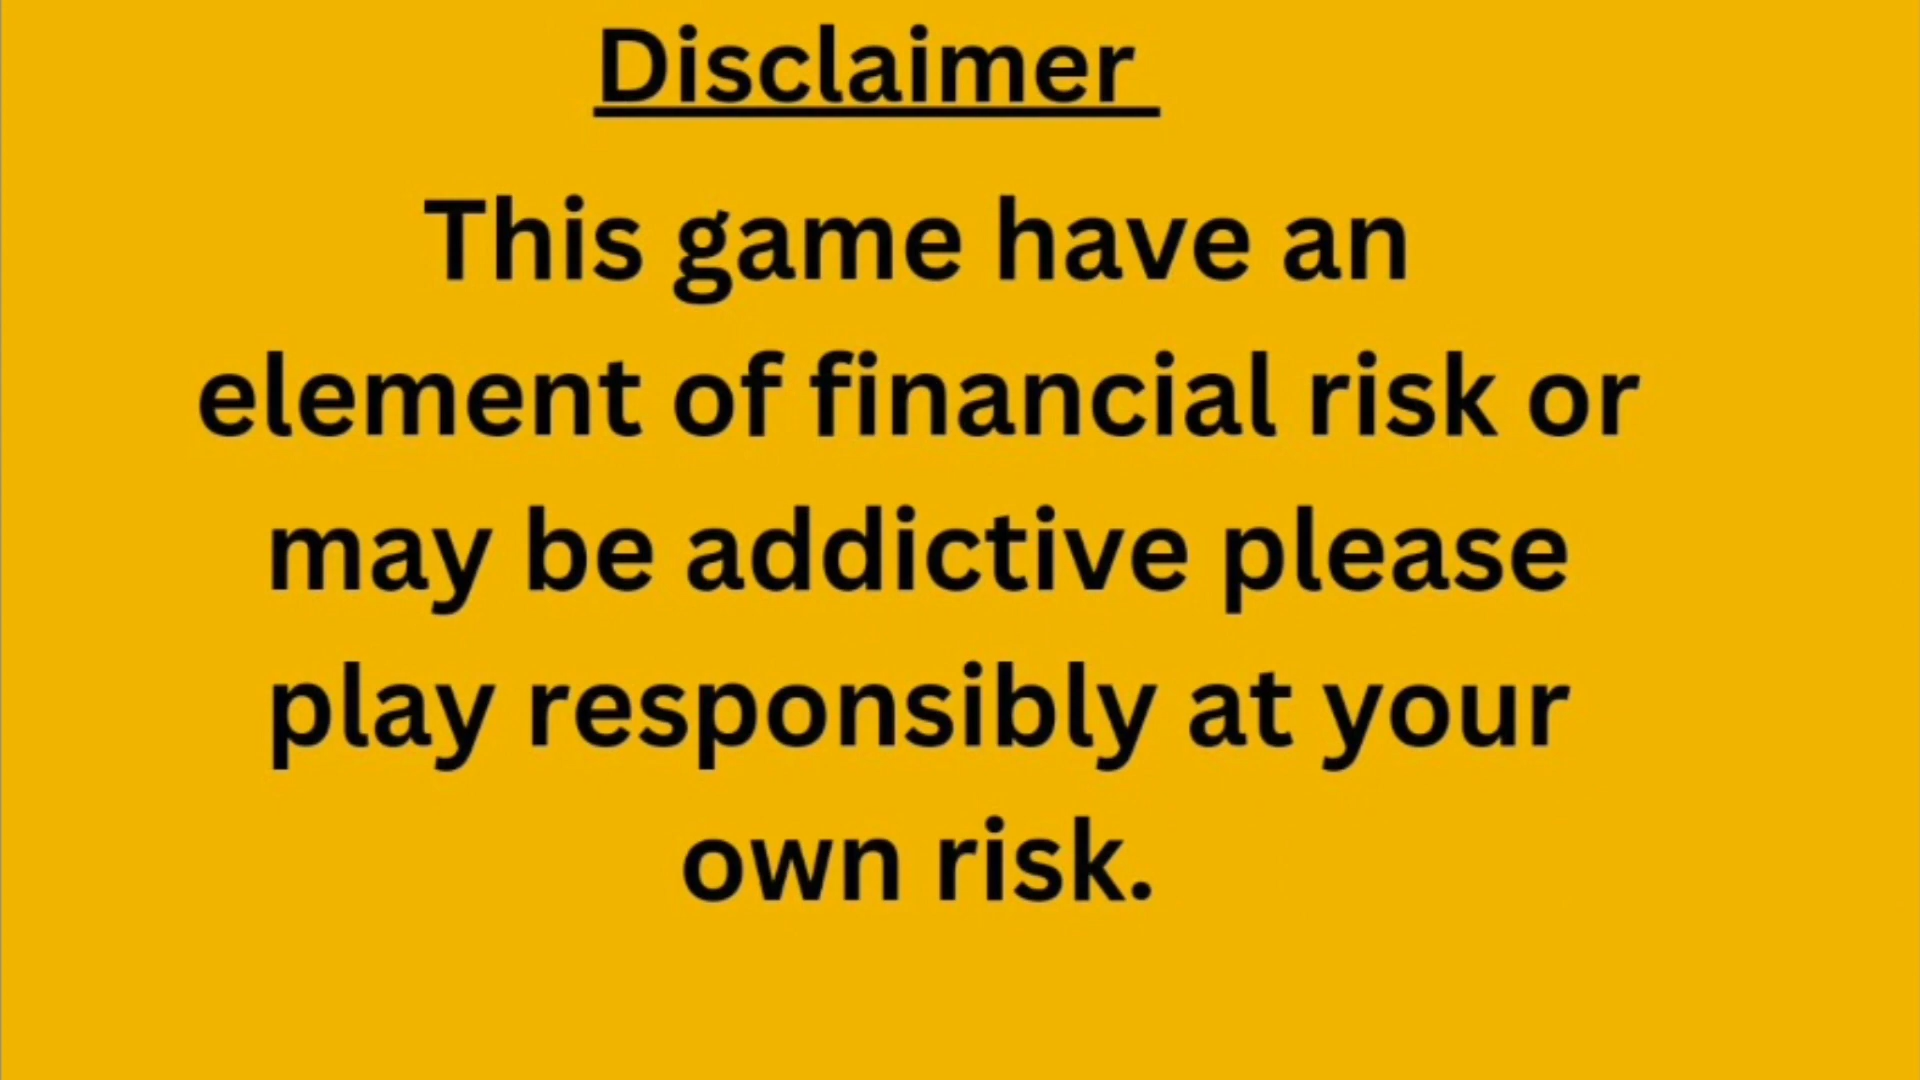 Disclaimer
This game have an
element of financial risk or
may be addictive please
play responsibly at your
own risk.